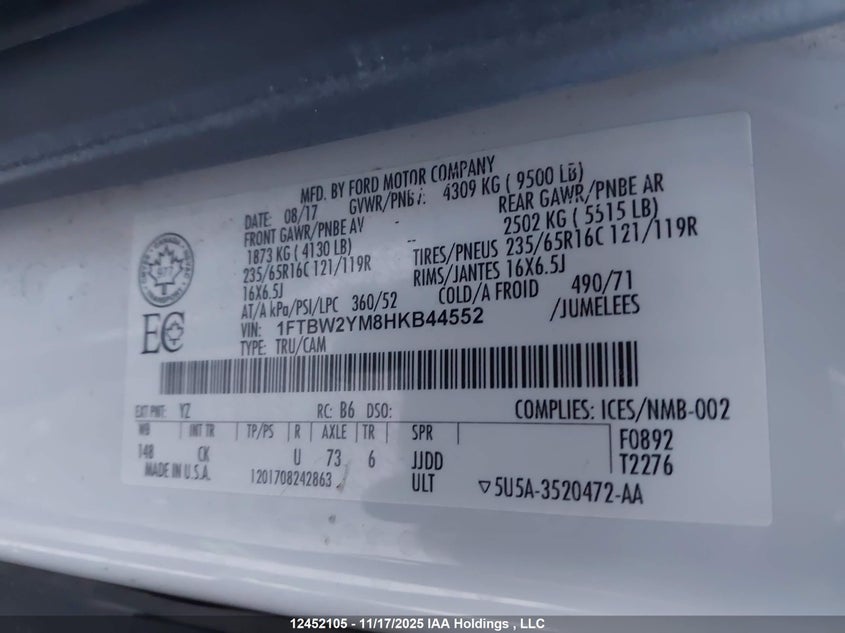 MFD. BY FORD MOTOR COMPANY
DATE: 08/17 GVWR/PNBV: 4309 KG ( 9500 LB)
FRONT GAWR/PNBE AV -- REAR GAWR/PNBE AR
1873 KG ( 4130 LB) -- 2502 KG ( 5515 LB)
235/65R16C 121/119R TIRES/PNEUS 235/65R16C 121/119R
16X6.5J RIMS/JANTES 16X6.5J
AT/A kPa/PSI/LPC 360/52 COLD/A FROID 490/71
VIN: 1FTBW2YM8HKB44552 /JUMELEES
TYPE: TRU/CAM
CANADA
TRANSPORT
EC
EXT PNT: YZ RC: B6 DSO: COMPLIES: ICES/NMB-002
WB INT TR TP/PS R AXLE TR SPR F0892
148 CK U 73 6 JJDD T2276
MADE IN U.S.A. 1201708242863 ULT ▽5U5A-3520472-AA
12452105 - 11/17/2025 IAA Holdings , LLC